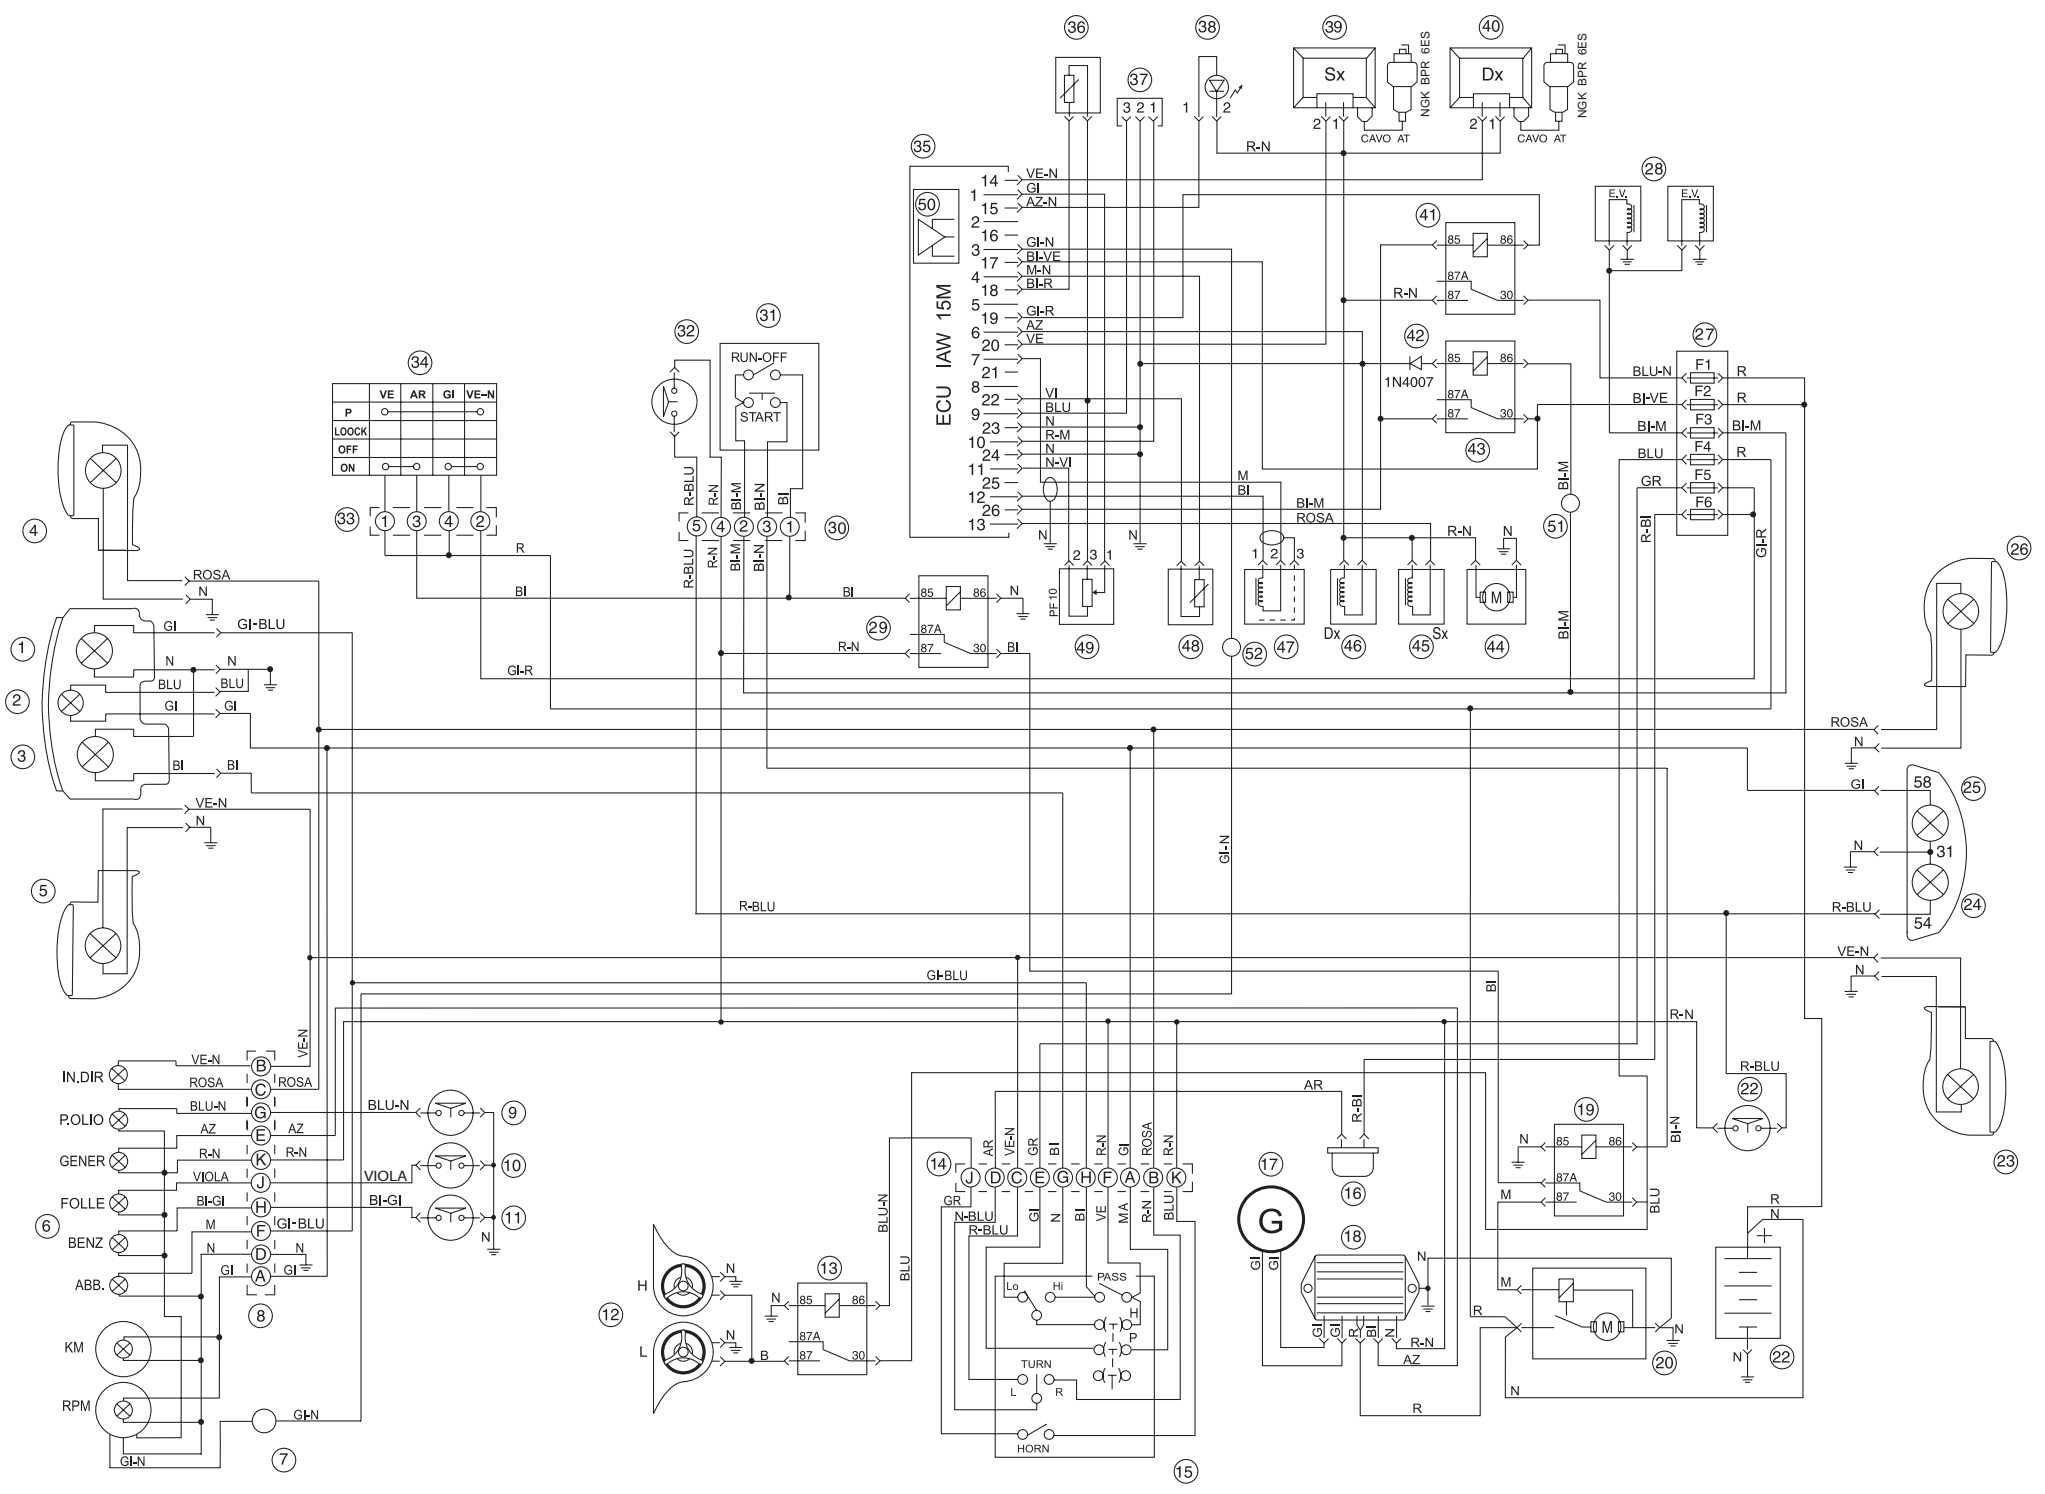 36
38
39
40
37
Sx
Dx
NGK BPR 6ES
NGK BPR 6ES
3 2 1
1 2
2 1
2 1
CAVO AT
CAVO AT
R-N
35
50
ECU IAW 15M
14 VE-N
1 GI
15 AZ-N
2
16
3 GI-N
17 BI-VE
4 M-N
18 BI-R
5
19 GI-R
6 AZ
20 VE
7
21
8
22 VI
9 BLU
23 N
10 R-M
24 N
11 N-VI
25
12
26
13
M
BI
BI-M
ROSA
28
E.V.
E.V.
41
85 86
87A
87 30
R-N
42
1N4007
85 86
87A
87 30
43
27
BLU-N F1 R
BI-VE F2 R
BI-M F3 BI-M
BLU F4 R
GR F5
F6
R-BI
GI-R
BI-M
51
BI-M
34
VE AR GI VE-N
P
LOOCK
OFF
ON
33
1 3 4 2
R
BI
GI-R
32
31
RUN-OFF
START
R-BLU
R-N
BI-M
BI-N
BI
5 4 2 3 1
30
R-BLU
R-N
BI-M
BI-N
BI
85 86
N
87A
87 30
BI
29
R-N
N
N
2 3 1
PF10
49
48
52
1 2 3
47
Dx
46
45
Sx
R-N
N
M
44
4
ROSA
N
1
GI
GI-BLU
N
N
2
BLU
BLU
GI
GI
3
BI
BI
VE-N
N
5
26
ROSA
N
GI
58
25
N
31
R-BLU
54
24
VE-N
N
23
R-BLU
GI-N
GI-BLU
VE-N
R-N
BI
BI-N
IN.DIR
VE-N
B
ROSA
C
ROSA
P.OLIO
BLU-N
G
BLU-N
9
AZ
E
AZ
GENER
R-N
K
R-N
FOLLE
VIOLA
J
VIOLA
10
BI-GI
H
BI-GI
11
6
BENZ
M
F
GI-BLU
N
N
D
N
ABB.
GI
A
GI
8
KM
RPM
GI-N
GI-N
7
12
H
N
L
N
B
13
N
85 86
87A
87 30
BLU-N
BLU
AR
R-BI
AR
VE-N
GR
BI
R-N
GI
ROSA
R-N
14
J D C E G H F A B K
GR
N-BLU
R-BLU
GI
N
BI
VE
MA
R-N
BLU
Lo
Hi
PASS
H
P
TURN
L
R
HORN
15
16
17
G
GI
GI
18
N
GI
GI
R
BI
N
R-N
AZ
R
19
N
85 86
87A
M
87 30
BLU
R-BLU
22
M
R
M
N
20
N
R
N
+
N
22